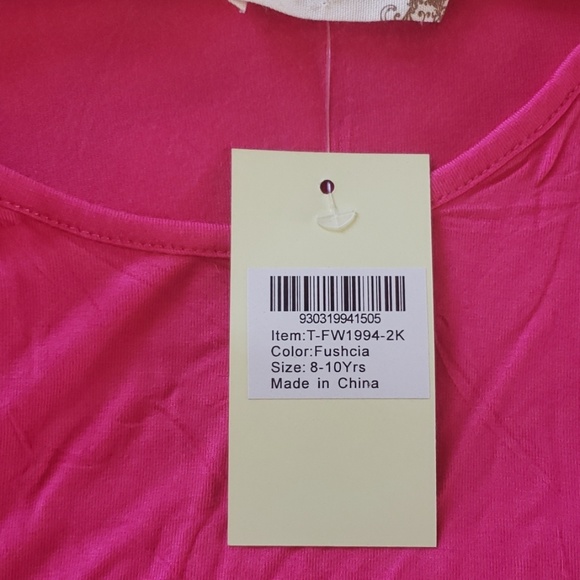 930319941505
Item:T-FW1994-2K
Color:Fushcia
Size: 8-10Yrs
Made in China